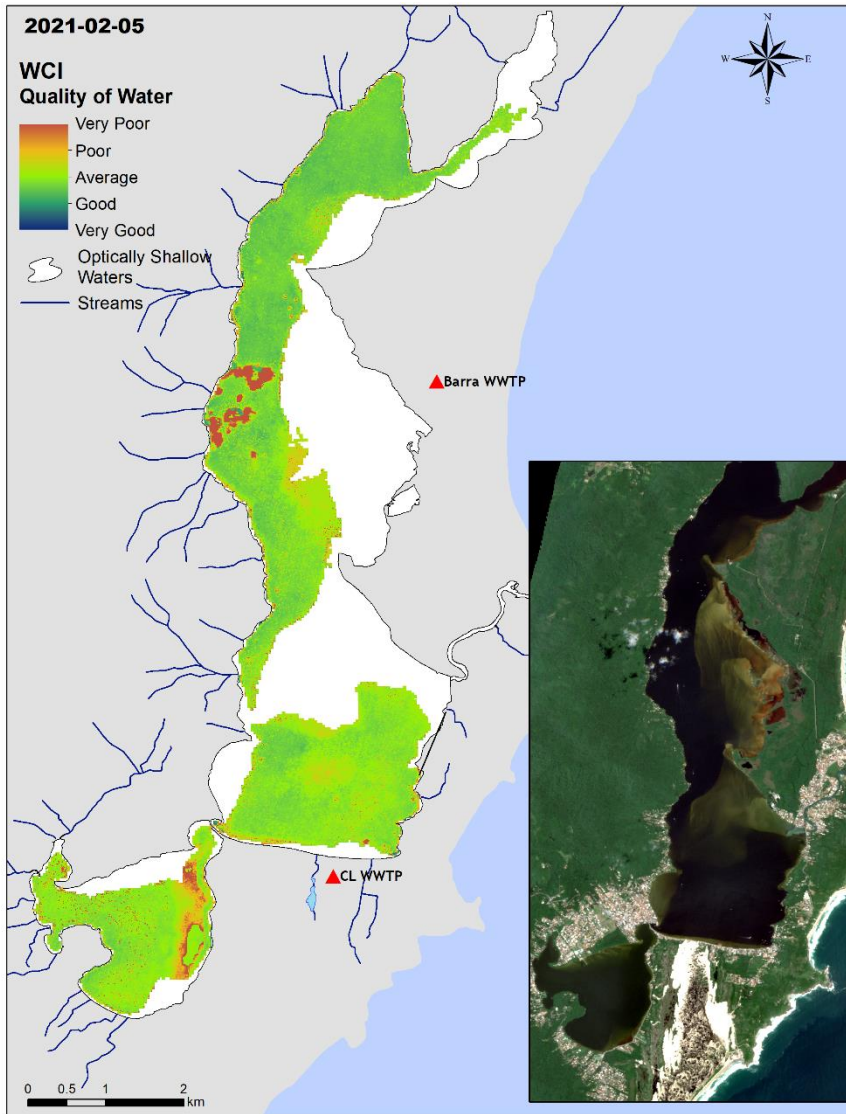 2021-02-05
WCI
Quality of Water
Very Poor
Poor
Average
Good
Very Good
Optically Shallow
Waters
Streams
N
W
E
S
Barra WWTP
CL WWTP
0 0.5 1 2
km